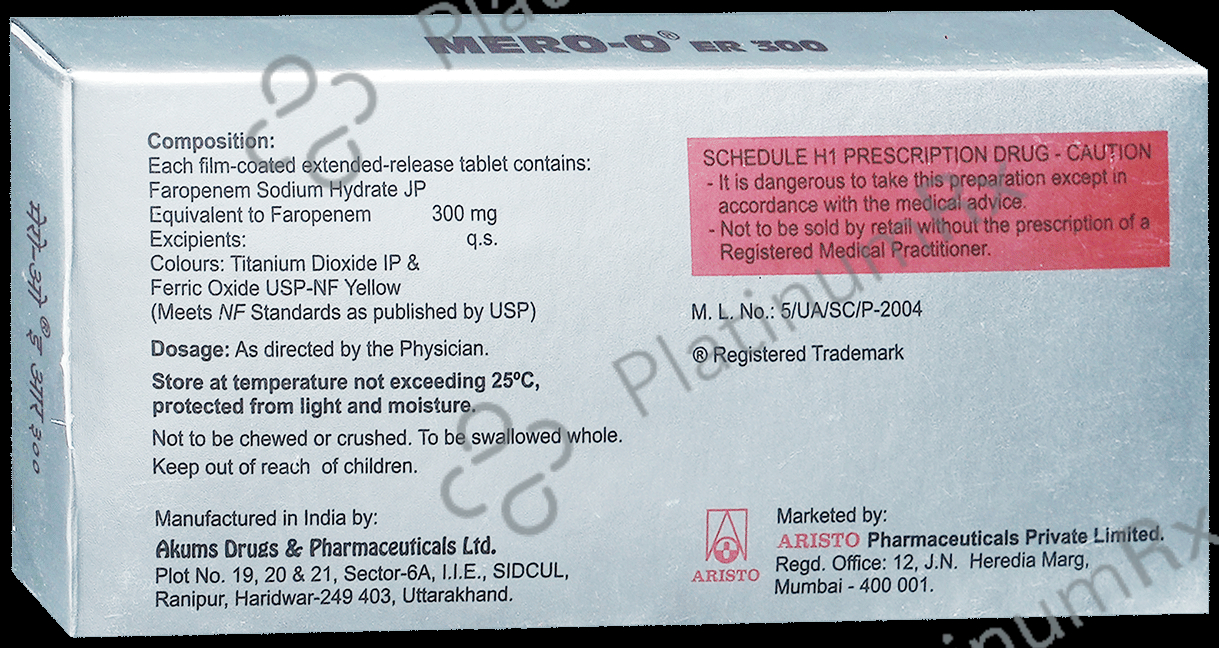 MERO-O® ER 300
मेरो-ओ® इ आर ३००
Composition:
Each film-coated extended-release tablet contains:
Faropenem Sodium Hydrate JP
Equivalent to Faropenem 300 mg
Excipients: q.s.
Colours: Titanium Dioxide IP &
Ferric Oxide USP-NF Yellow
(Meets NF Standards as published by USP)
Dosage: As directed by the Physician.
Store at temperature not exceeding 25ºC,
protected from light and moisture.
Not to be chewed or crushed. To be swallowed whole.
Keep out of reach of children.
Manufactured in India by:
Akums Drugs & Pharmaceuticals Ltd.
Plot No. 19, 20 & 21, Sector-6A, I.I.E., SIDCUL,
Ranipur, Haridwar-249 403, Uttarakhand.
SCHEDULE H1 PRESCRIPTION DRUG - CAUTION
- It is dangerous to take this preparation except in
accordance with the medical advice.
- Not to be sold by retail without the prescription of a
Registered Medical Practitioner.
M. L. No.: 5/UA/SC/P-2004
® Registered Trademark
ARISTO
Marketed by:
ARISTO Pharmaceuticals Private Limited.
Regd. Office: 12, J.N. Heredia Marg,
Mumbai - 400 001.
Platinum
PlatinumRx
PlatinumRx